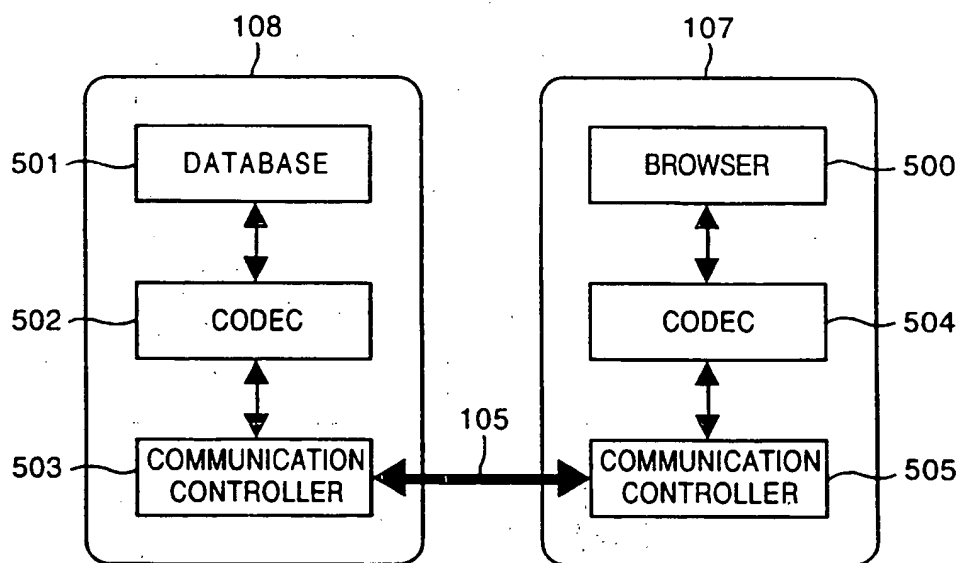 108
107
501
DATABASE
BROWSER
500
502
CODEC
CODEC
504
105
503
COMMUNICATION
CONTROLLER
COMMUNICATION
CONTROLLER
505